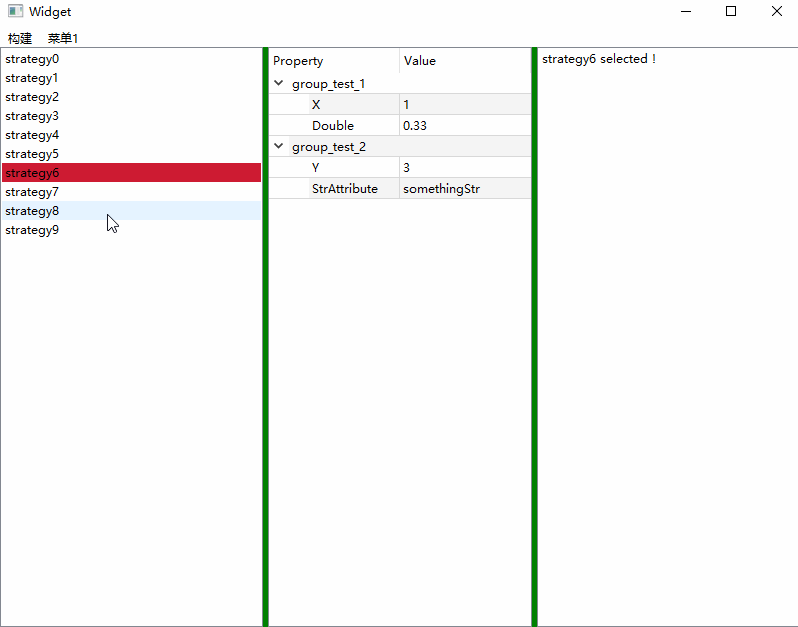 Widget
构建 菜单1
strategy0
strategy1
strategy2
strategy3
strategy4
strategy5
strategy6
strategy7
strategy8
strategy9
Property Value
group_test_1
X 1
Double 0.33
group_test_2
Y 3
StrAttribute somethingStr
strategy6 selected !